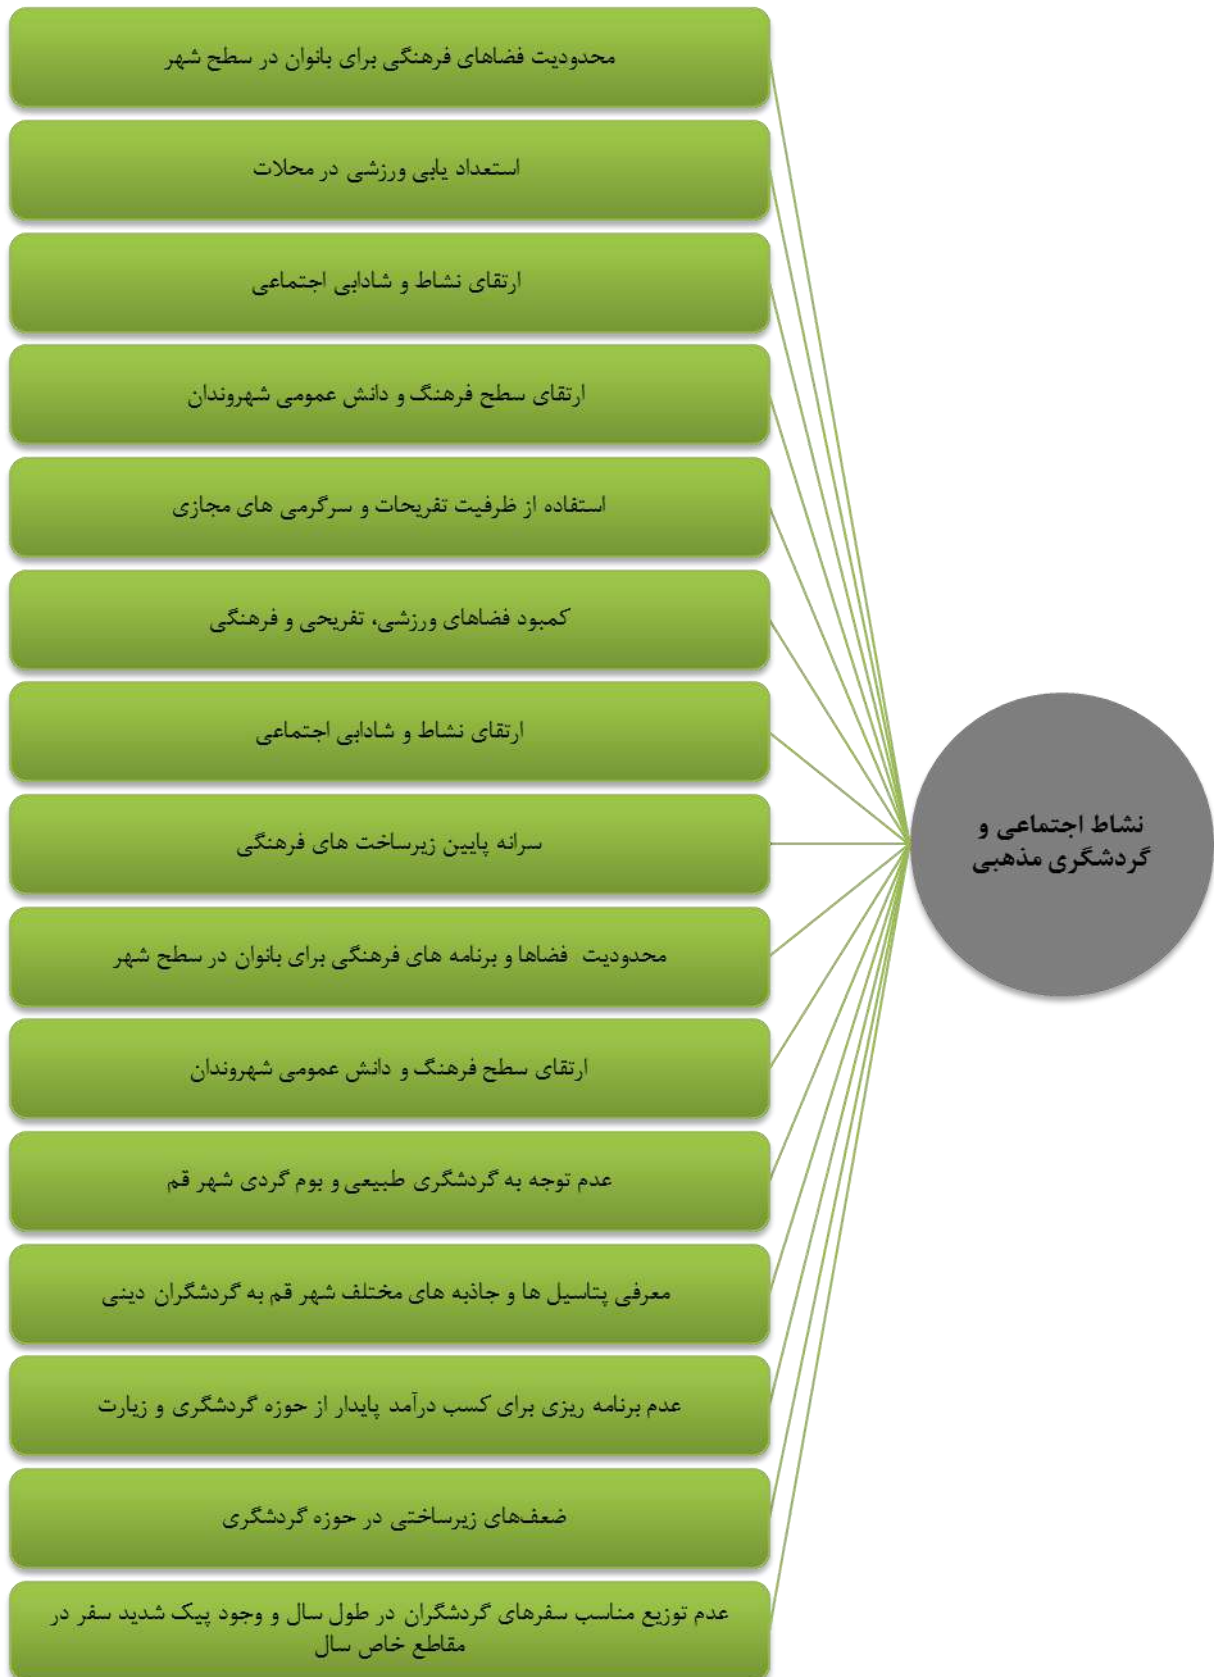 محدودیت فضاهای فرهنگی برای بانوان در سطح شهر
استعداد یابی ورزشی در محلات
ارتقای نشاط و شادابی اجتماعی
ارتقای سطح فرهنگ و دانش عمومی شهروندان
استفاده از ظرفیت تفریحات و سرگرمی های مجازی
کمبود فضاهای ورزشی، تفریحی و فرهنگی
ارتقای نشاط و شادابی اجتماعی
سرانه پایین زیرساخت های فرهنگی
محدودیت فضاها و برنامه های فرهنگی برای بانوان در سطح شهر
ارتقای سطح فرهنگ و دانش عمومی شهروندان
عدم توجه به گردشگری طبیعی و بوم گردی شهر قم
معرفی پتاسیل ها و جاذبه های مختلف شهر قم به گردشگران دینی
عدم برنامه ریزی برای کسب درآمد پایدار از حوزه گردشگری و زیارت
ضعف‌های زیرساختی در حوزه گردشگری
عدم توزیع مناسب سفرهای گردشگران در طول سال و وجود پیک شدید سفر در
مقاطع خاص سال
نشاط اجتماعی و
گردشگری مذهبی